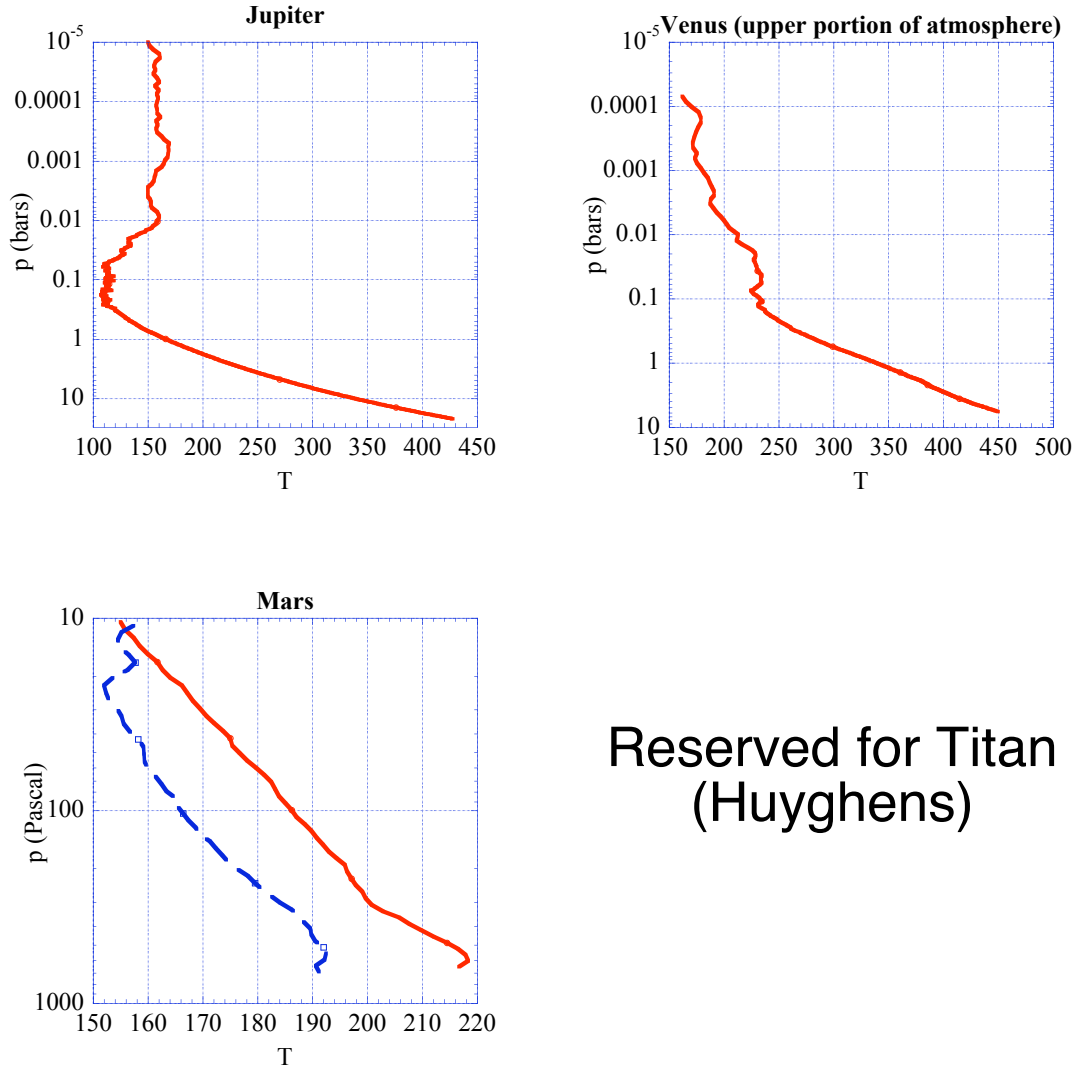 Jupiter
10-5
0.0001
0.001
0.01
0.1
1
10
p (bars)
100 150 200 250 300 350 400 450
T
Venus (upper portion of atmosphere)
10-5
0.0001
0.001
0.01
0.1
1
10
p (bars)
150 200 250 300 350 400 450 500
T
Mars
10
100
1000
p (Pascal)
150 160 170 180 190 200 210 220
T
Reserved for Titan
(Huyghens)